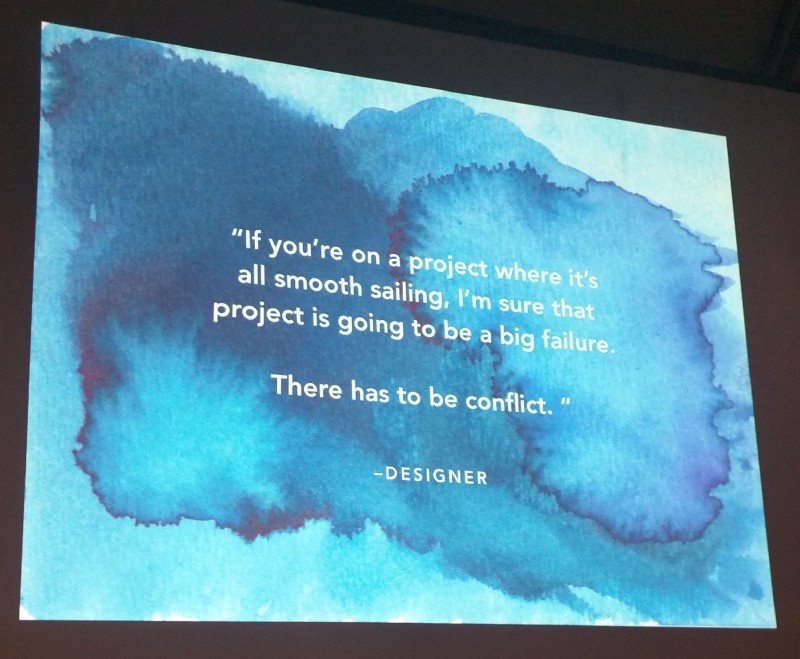 “If you’re on a project where it’s
all smooth sailing, I’m sure that
project is going to be a big failure.
There has to be conflict. ”
–DESIGNER